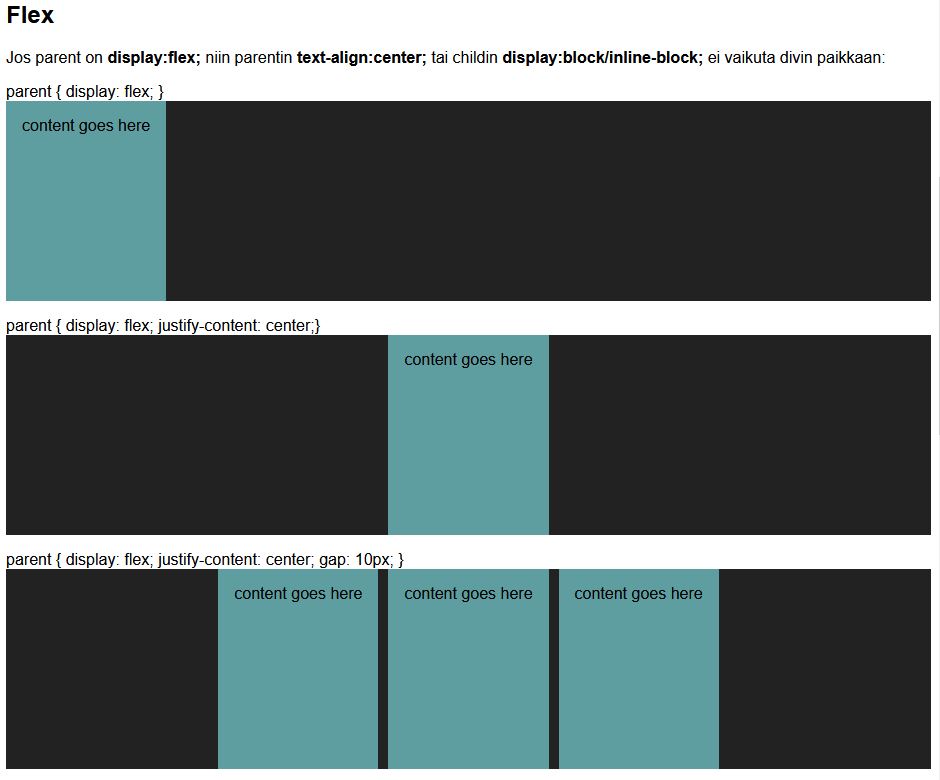 Flex
Jos parent on display:flex; niin parentin text-align:center; tai childin display:block/inline-block; ei vaikuta divin paikkaan:
parent { display: flex; }
content goes here
parent { display: flex; justify-content: center;}
content goes here
parent { display: flex; justify-content: center; gap: 10px; }
content goes here content goes here content goes here